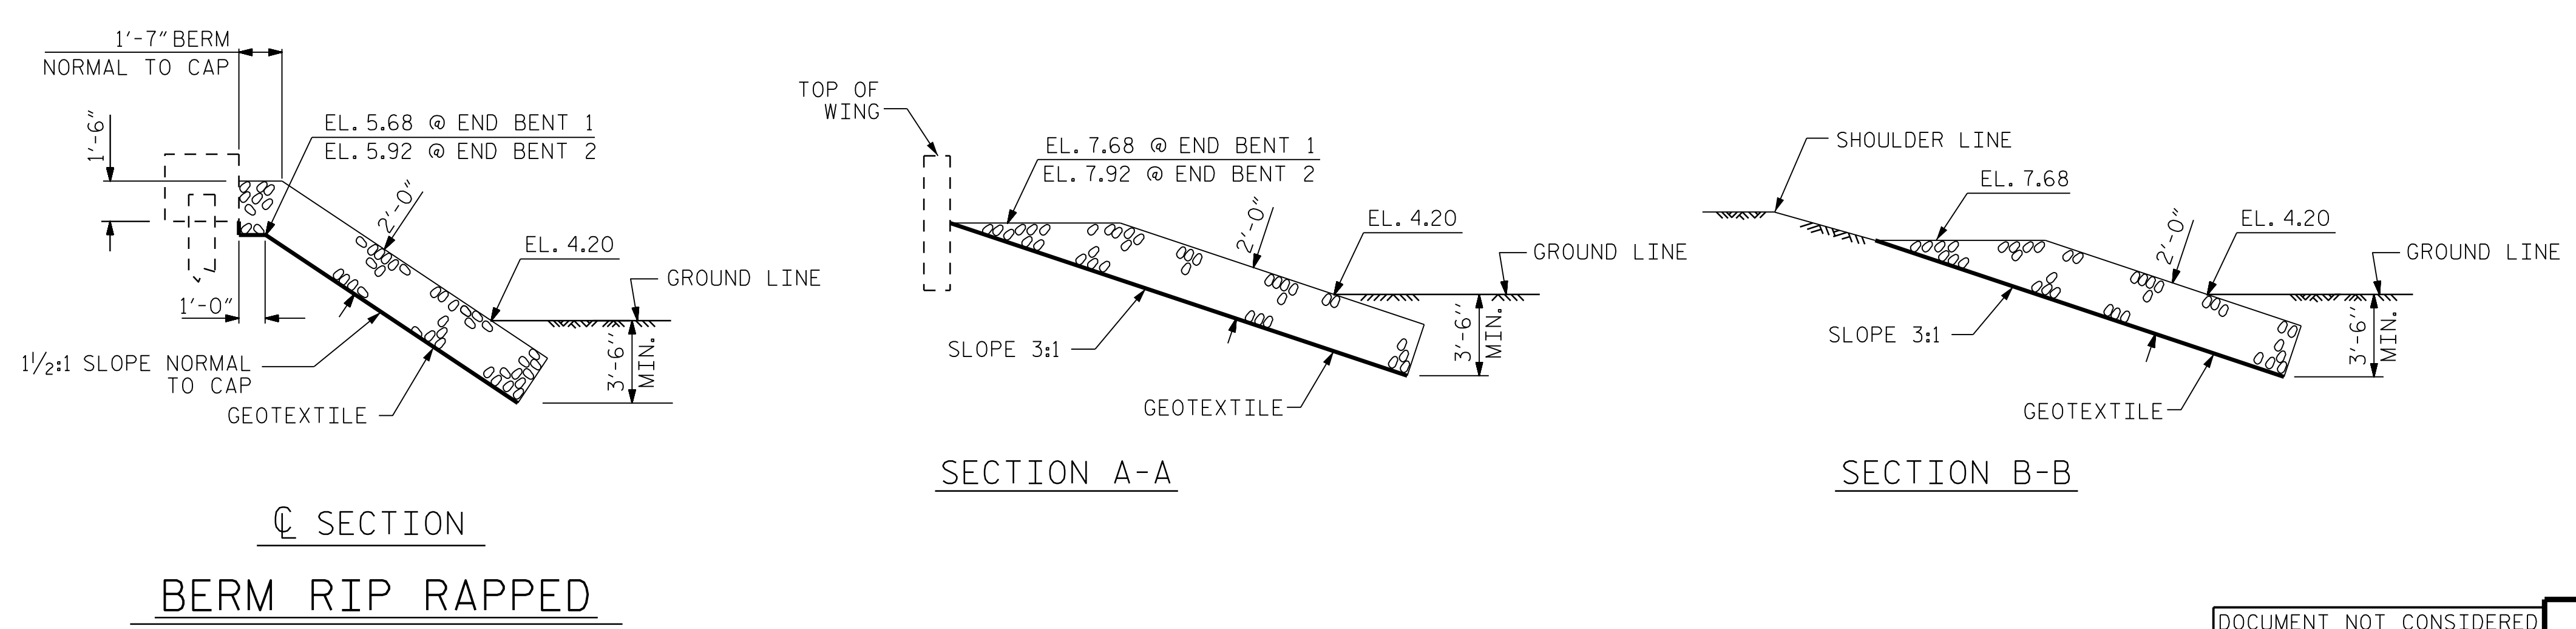 1'-7" BERM
NORMAL TO CAP
1'-6"
EL. 5.68 @ END BENT 1
EL. 5.92 @ END BENT 2
2'-0"
EL. 4.20
GROUND LINE
1'-0"
3'-6"
MIN.
1½:1 SLOPE NORMAL
TO CAP
GEOTEXTILE
℄ SECTION
BERM RIP RAPPED
TOP OF
WING
EL. 7.68 @ END BENT 1
EL. 7.92 @ END BENT 2
2'-0"
EL. 4.20
GROUND LINE
3'-6"
MIN.
SLOPE 3:1
GEOTEXTILE
SECTION A-A
SHOULDER LINE
EL. 7.68
2'-0"
EL. 4.20
GROUND LINE
3'-6"
MIN.
SLOPE 3:1
GEOTEXTILE
SECTION B-B
DOCUMENT NOT CONSIDERED